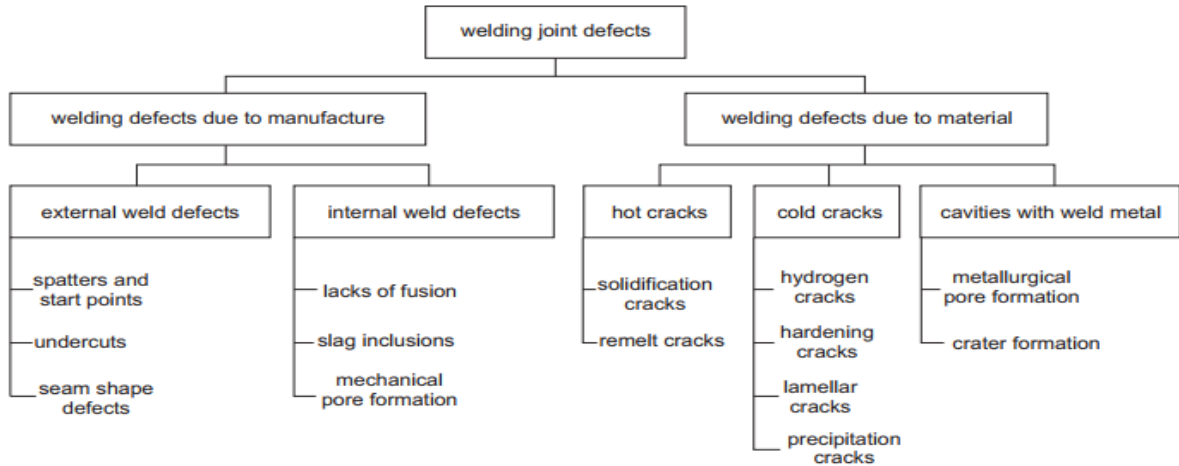 welding joint defects
welding defects due to manufacture
welding defects due to material
external weld defects
internal weld defects
hot cracks
cold cracks
cavities with weld metal
spatters and
start points
undercuts
seam shape
defects
lacks of fusion
slag inclusions
mechanical
pore formation
solidification
cracks
remelt cracks
hydrogen
cracks
hardening
cracks
lamellar
cracks
precipitation
cracks
metallurgical
pore formation
crater formation